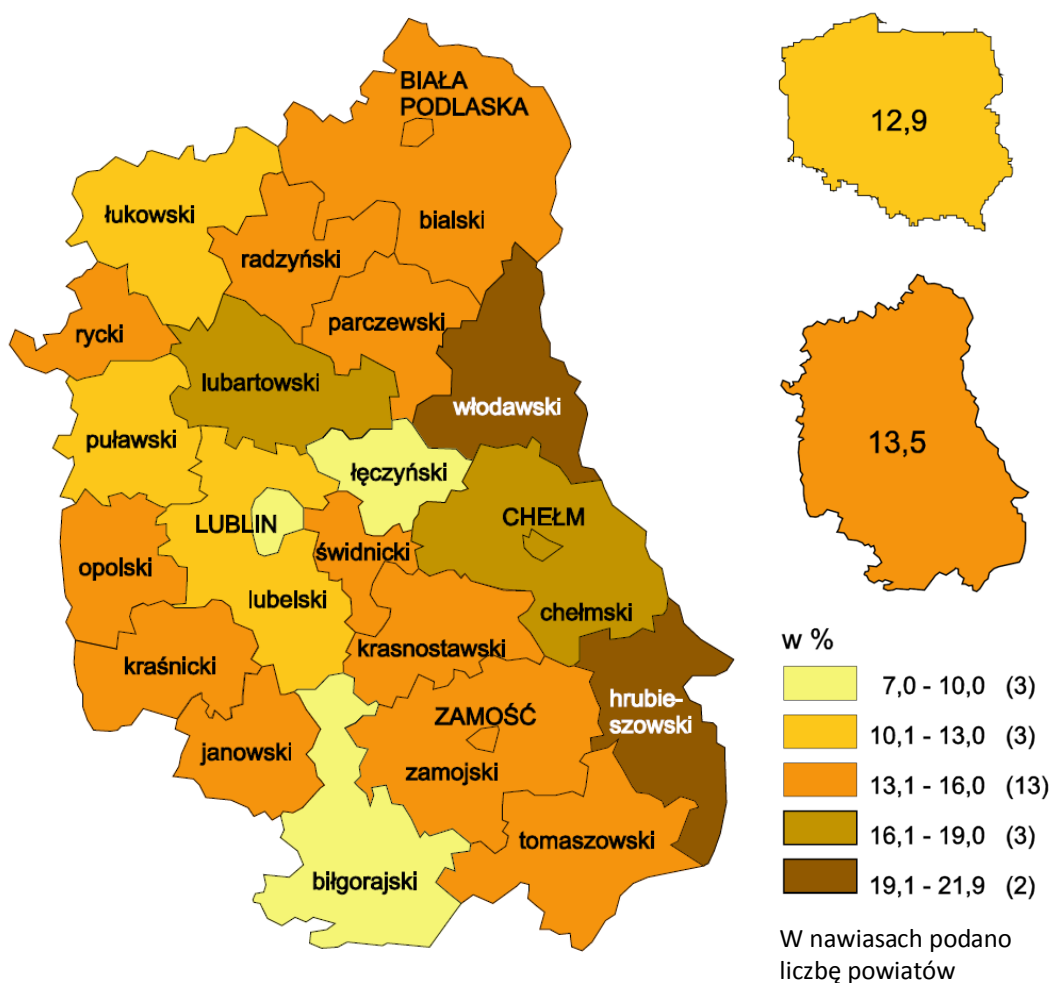 BIAŁA
PODLASKA
12,9
łukowski
bialski
radzyński
rycki
parczewski
lubartowski
włodawski
puławski
13,5
łęczyński
LUBLIN
CHEŁM
opolski
świdnicki
lubelski
chełmski
kraśnicki
krasnostawski
hrubie-
szowski
ZAMOŚĆ
janowski
zamojski
tomaszowski
biłgorajski
w %
7,0 - 10,0 (3)
10,1 - 13,0 (3)
13,1 - 16,0 (13)
16,1 - 19,0 (3)
19,1 - 21,9 (2)
W nawiasach podano
liczbę powiatów